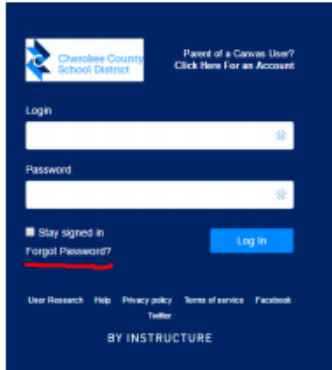 Cherokee County
School District
Parent of a Canvas User?
Click Here For an Account
Login
Password
Stay signed in
Log In
Forgot Password?
User Research Help Privacy policy Terms of service Facebook
Twitter
BY INSTRUCTURE